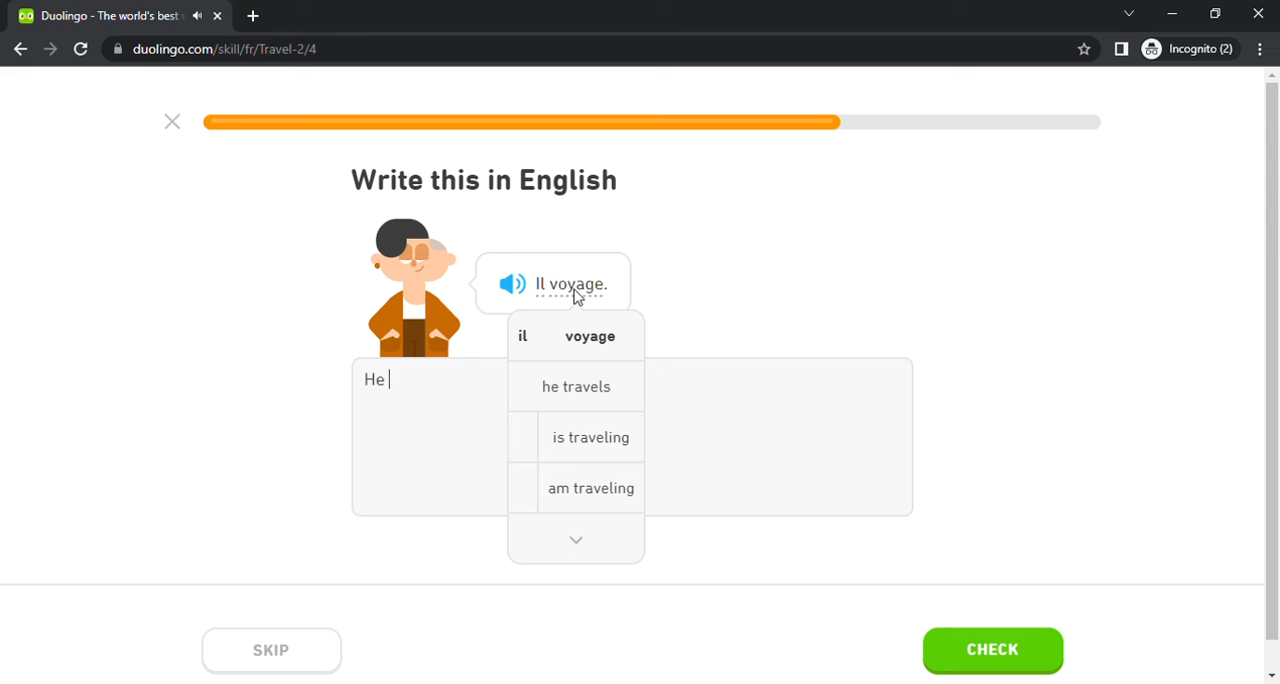 Duolingo - The world's best
duolingo.com/skill/fr/Travel-2/4
Incognito (2)
Write this in English
Il voyage.
il voyage
he travels
is traveling
am traveling
He
SKIP
CHECK